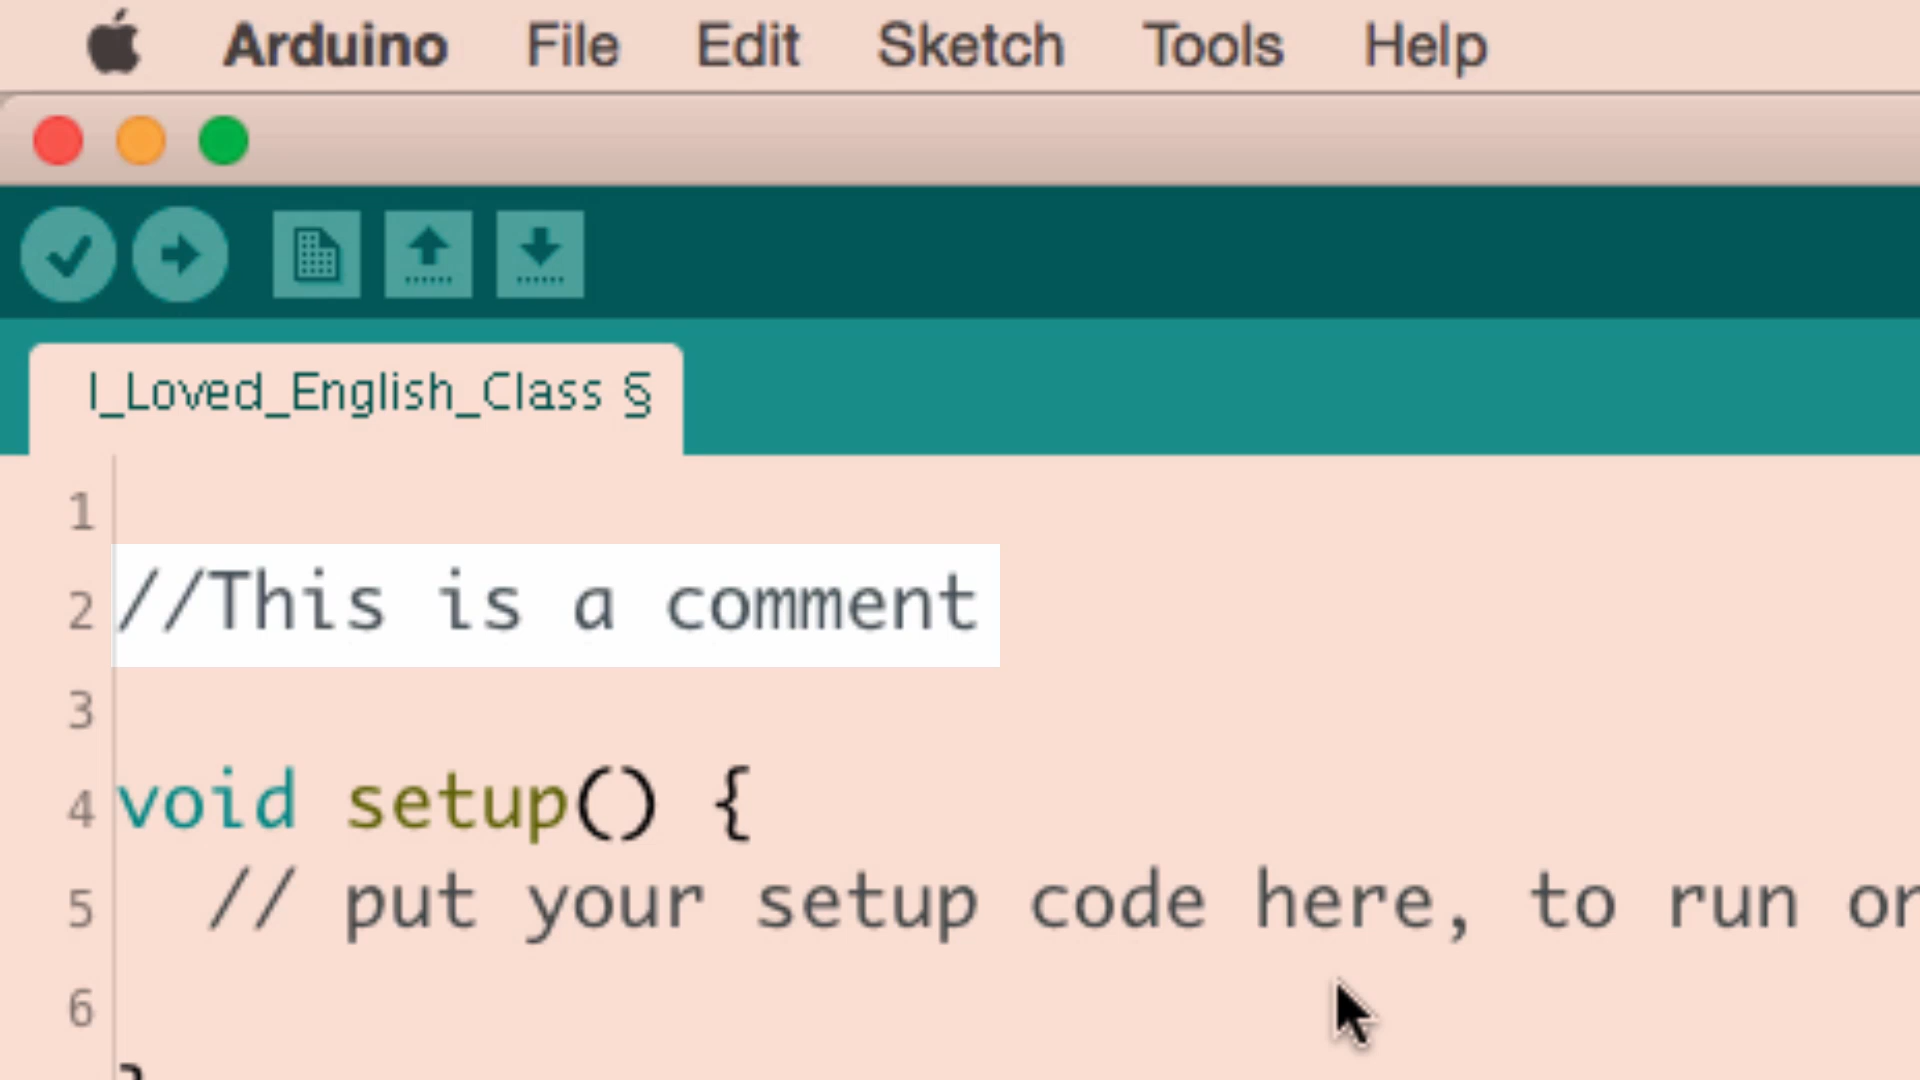 Arduino File Edit Sketch Tools Help
I_Loved_English_Class §
1
2 //This is a comment
3
4 void setup() {
5 // put your setup code here, to run
6
}